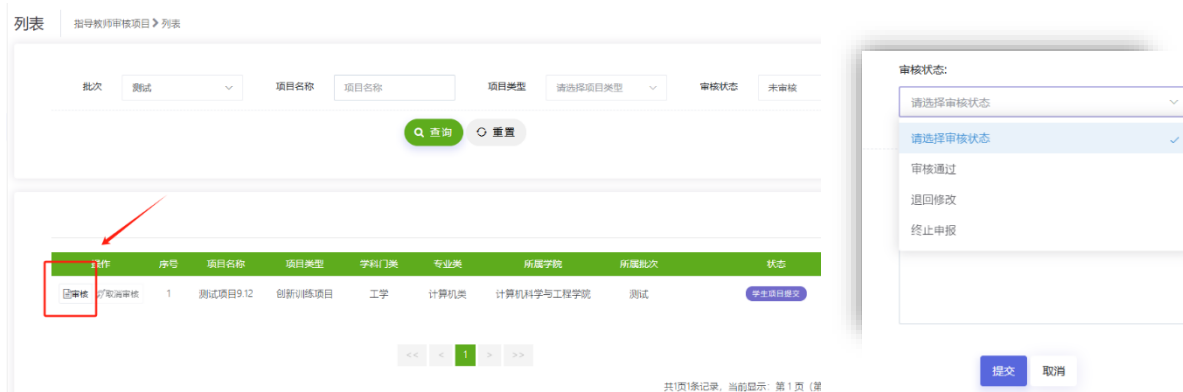 列表 指导教师审核项目 > 列表
批次 测试 项目名称 项目名称 项目类型 请选择项目类型 审核状态 未审核
查询 重置
操作 序号 项目名称 项目类型 学科门类 专业类 所属学院 所属批次 状态
审核 取消审核 1 测试项目9.12 创新训练项目 工学 计算机类 计算机科学与工程学院 测试 学生项目提交
<< < 1 > >>
共1页1条记录，当前显示：第1页（第
审核状态:
请选择审核状态
请选择审核状态
审核通过
退回修改
终止申报
提交 取消